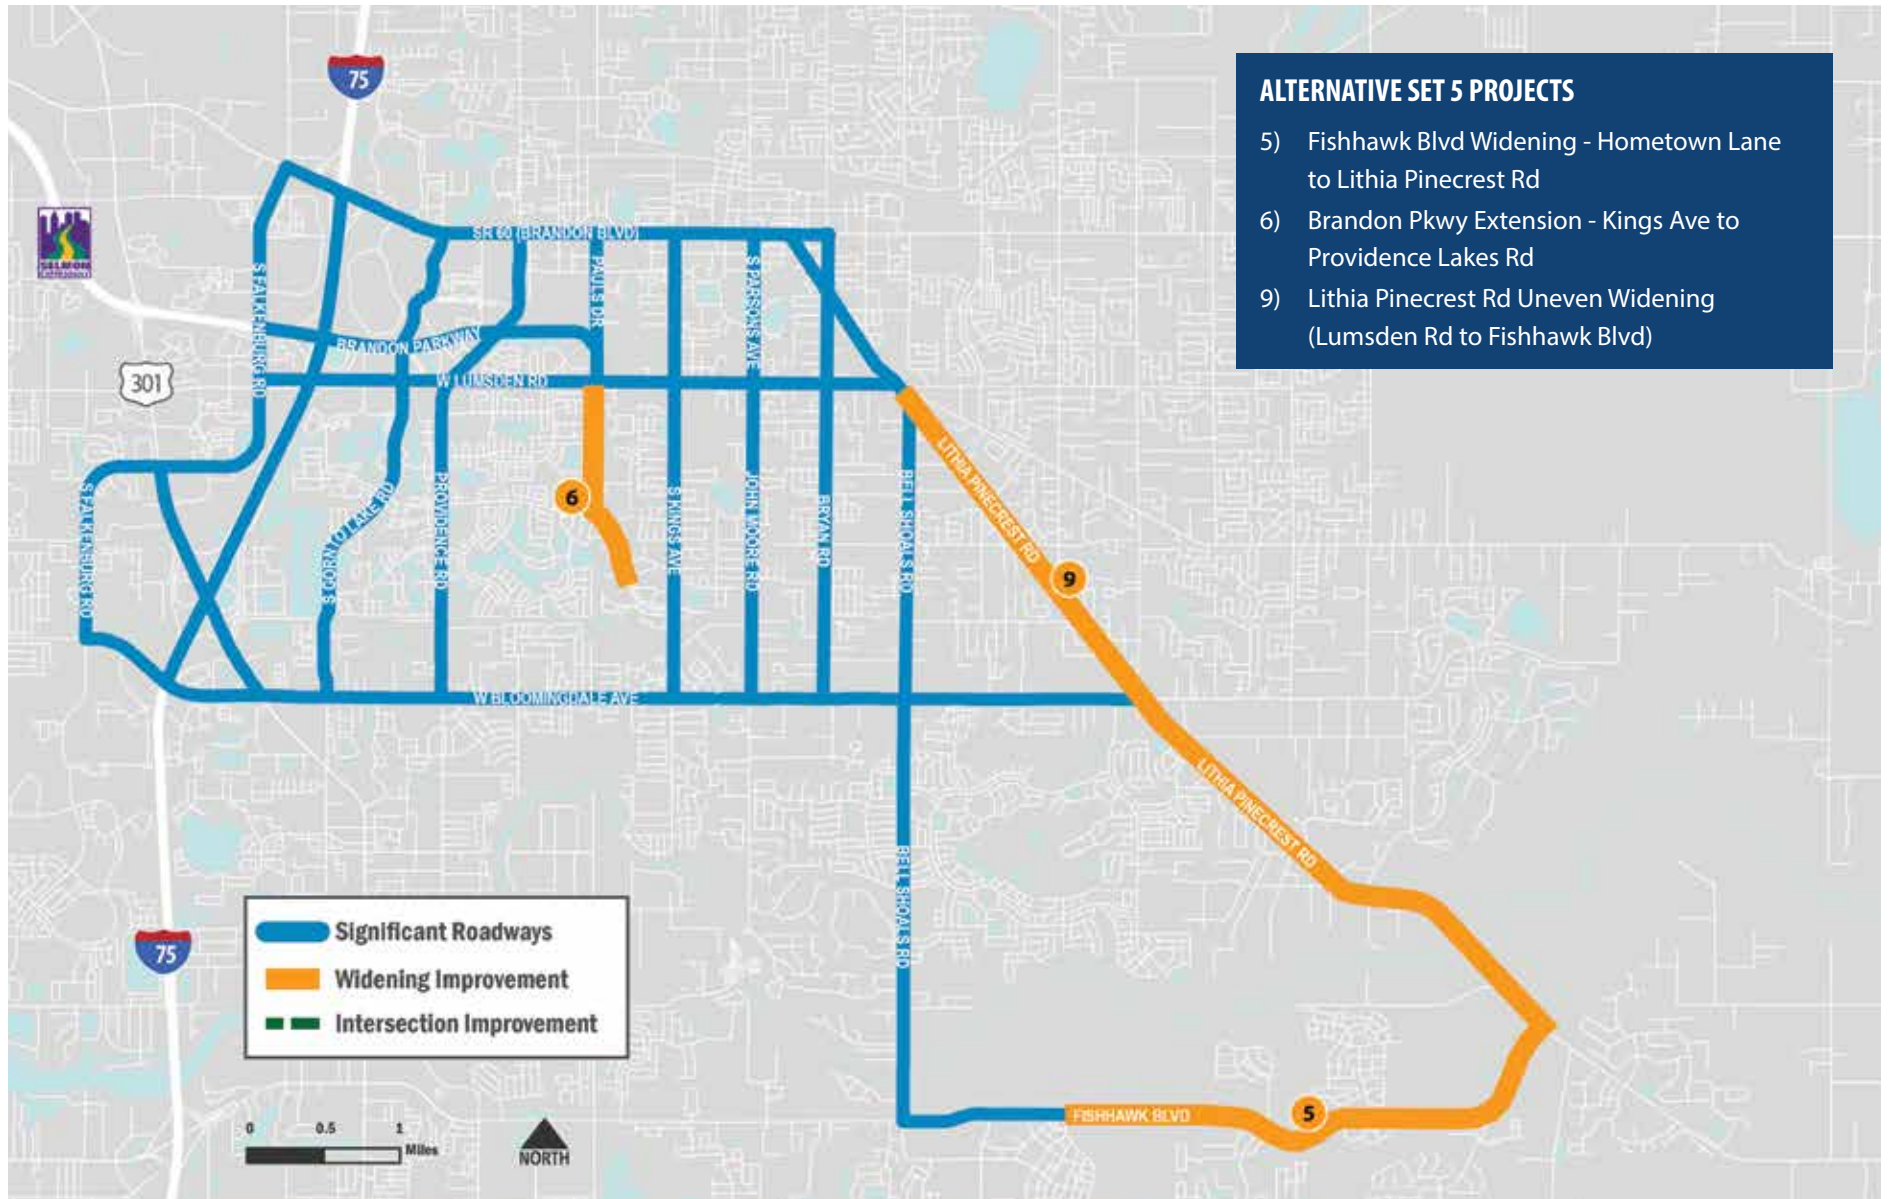 75
ALTERNATIVE SET 5 PROJECTS
5) Fishhawk Blvd Widening - Hometown Lane
to Lithia Pinecrest Rd
6) Brandon Pkwy Extension - Kings Ave to
Providence Lakes Rd
9) Lithia Pinecrest Rd Uneven Widening
(Lumsden Rd to Fishhawk Blvd)
SELMON
SR 60 (BRANDON BLVD)
S FALKENBURG RD
PAULS DR
S PARSONS AVE
BRANDON PARKWAY
301
W LUMSDEN RD
LITHIA PINECREST RD
6
S FALKENBURG RD
S GORNTO LAKE RD
PROVIDENCE RD
S KINGS AVE
JOHN MOORE RD
BRYAN RD
BELL SHOALS RD
9
W BLOOMINGDALE AVE
LITHIA PINECREST RD
BELL SHOALS RD
75
Significant Roadways
Widening Improvement
Intersection Improvement
FISHHAWK BLVD
5
0 0.5 1
Miles
NORTH